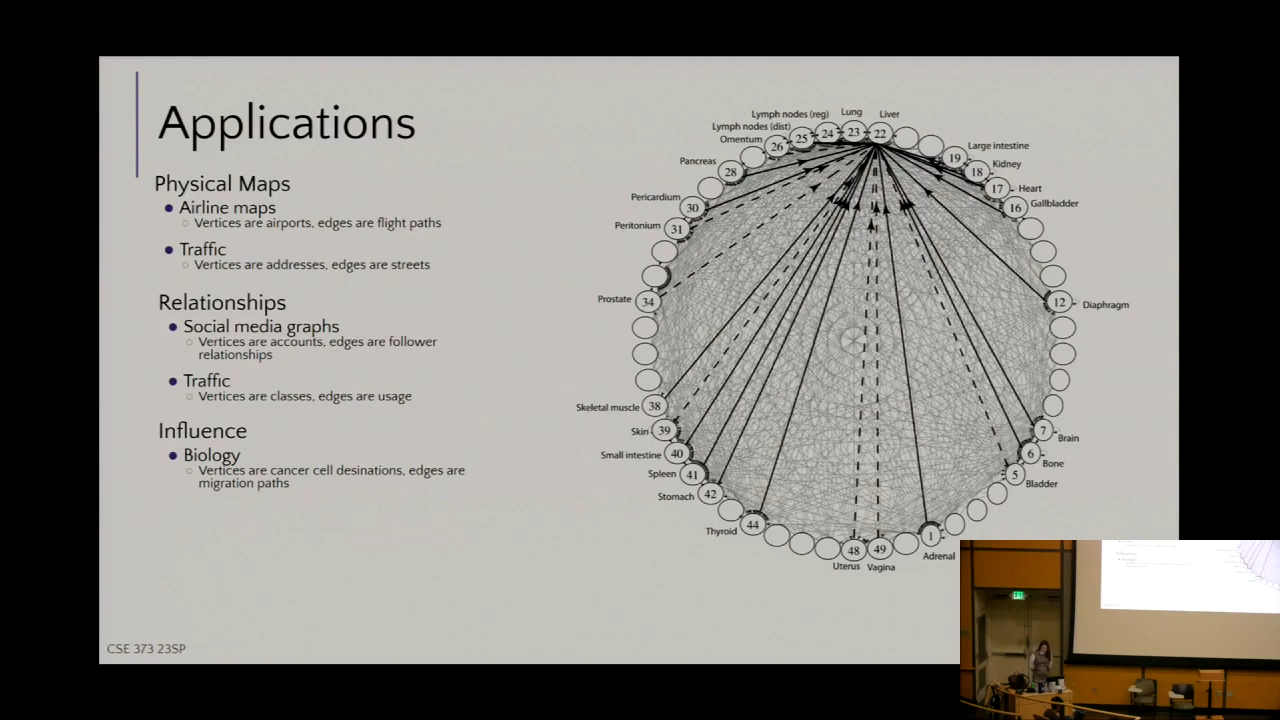 Applications
Physical Maps
Airline maps
Vertices are airports, edges are flight paths
Traffic
Vertices are addresses, edges are streets
Relationships
Social media graphs
Vertices are accounts, edges are follower
relationships
Traffic
Vertices are classes, edges are usage
Influence
Biology
Vertices are cancer cell desinations, edges are
migration paths
Lymph nodes (reg)
Lung
Liver
Lymph nodes (dist)
Omentum
26
25
24
23
22
Large intestine
19
Pancreas
28
Kidney
18
Heart
17
Pericardium
30
Gallbladder
16
Peritonium
31
Prostate
34
12
Diaphragm
Skeletal muscle
38
Skin
39
7
Brain
Small intestine
40
6
Bone
Spleen
41
5
Bladder
Stomach
42
Thyroid
44
48
49
1
Uterus
Vagina
Adrenal
CSE 373 23SP